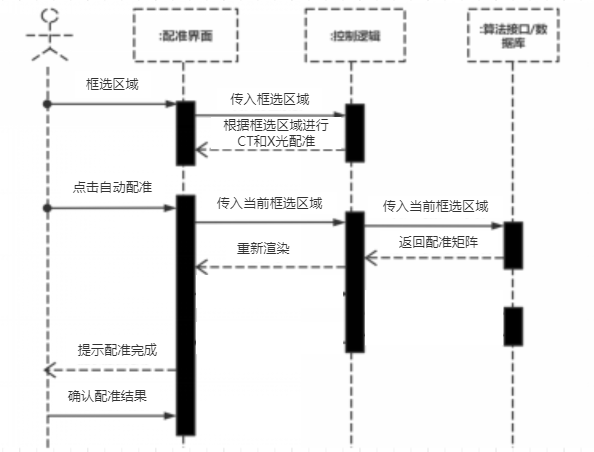 :配准界面
:控制逻辑
:算法接口/数
据库
框选区域
传入框选区域
根据框选区域进行
CT和X光配准
点击自动配准
传入当前框选区域
传入当前框选区域
返回配准矩阵
重新渲染
提示配准完成
确认配准结果